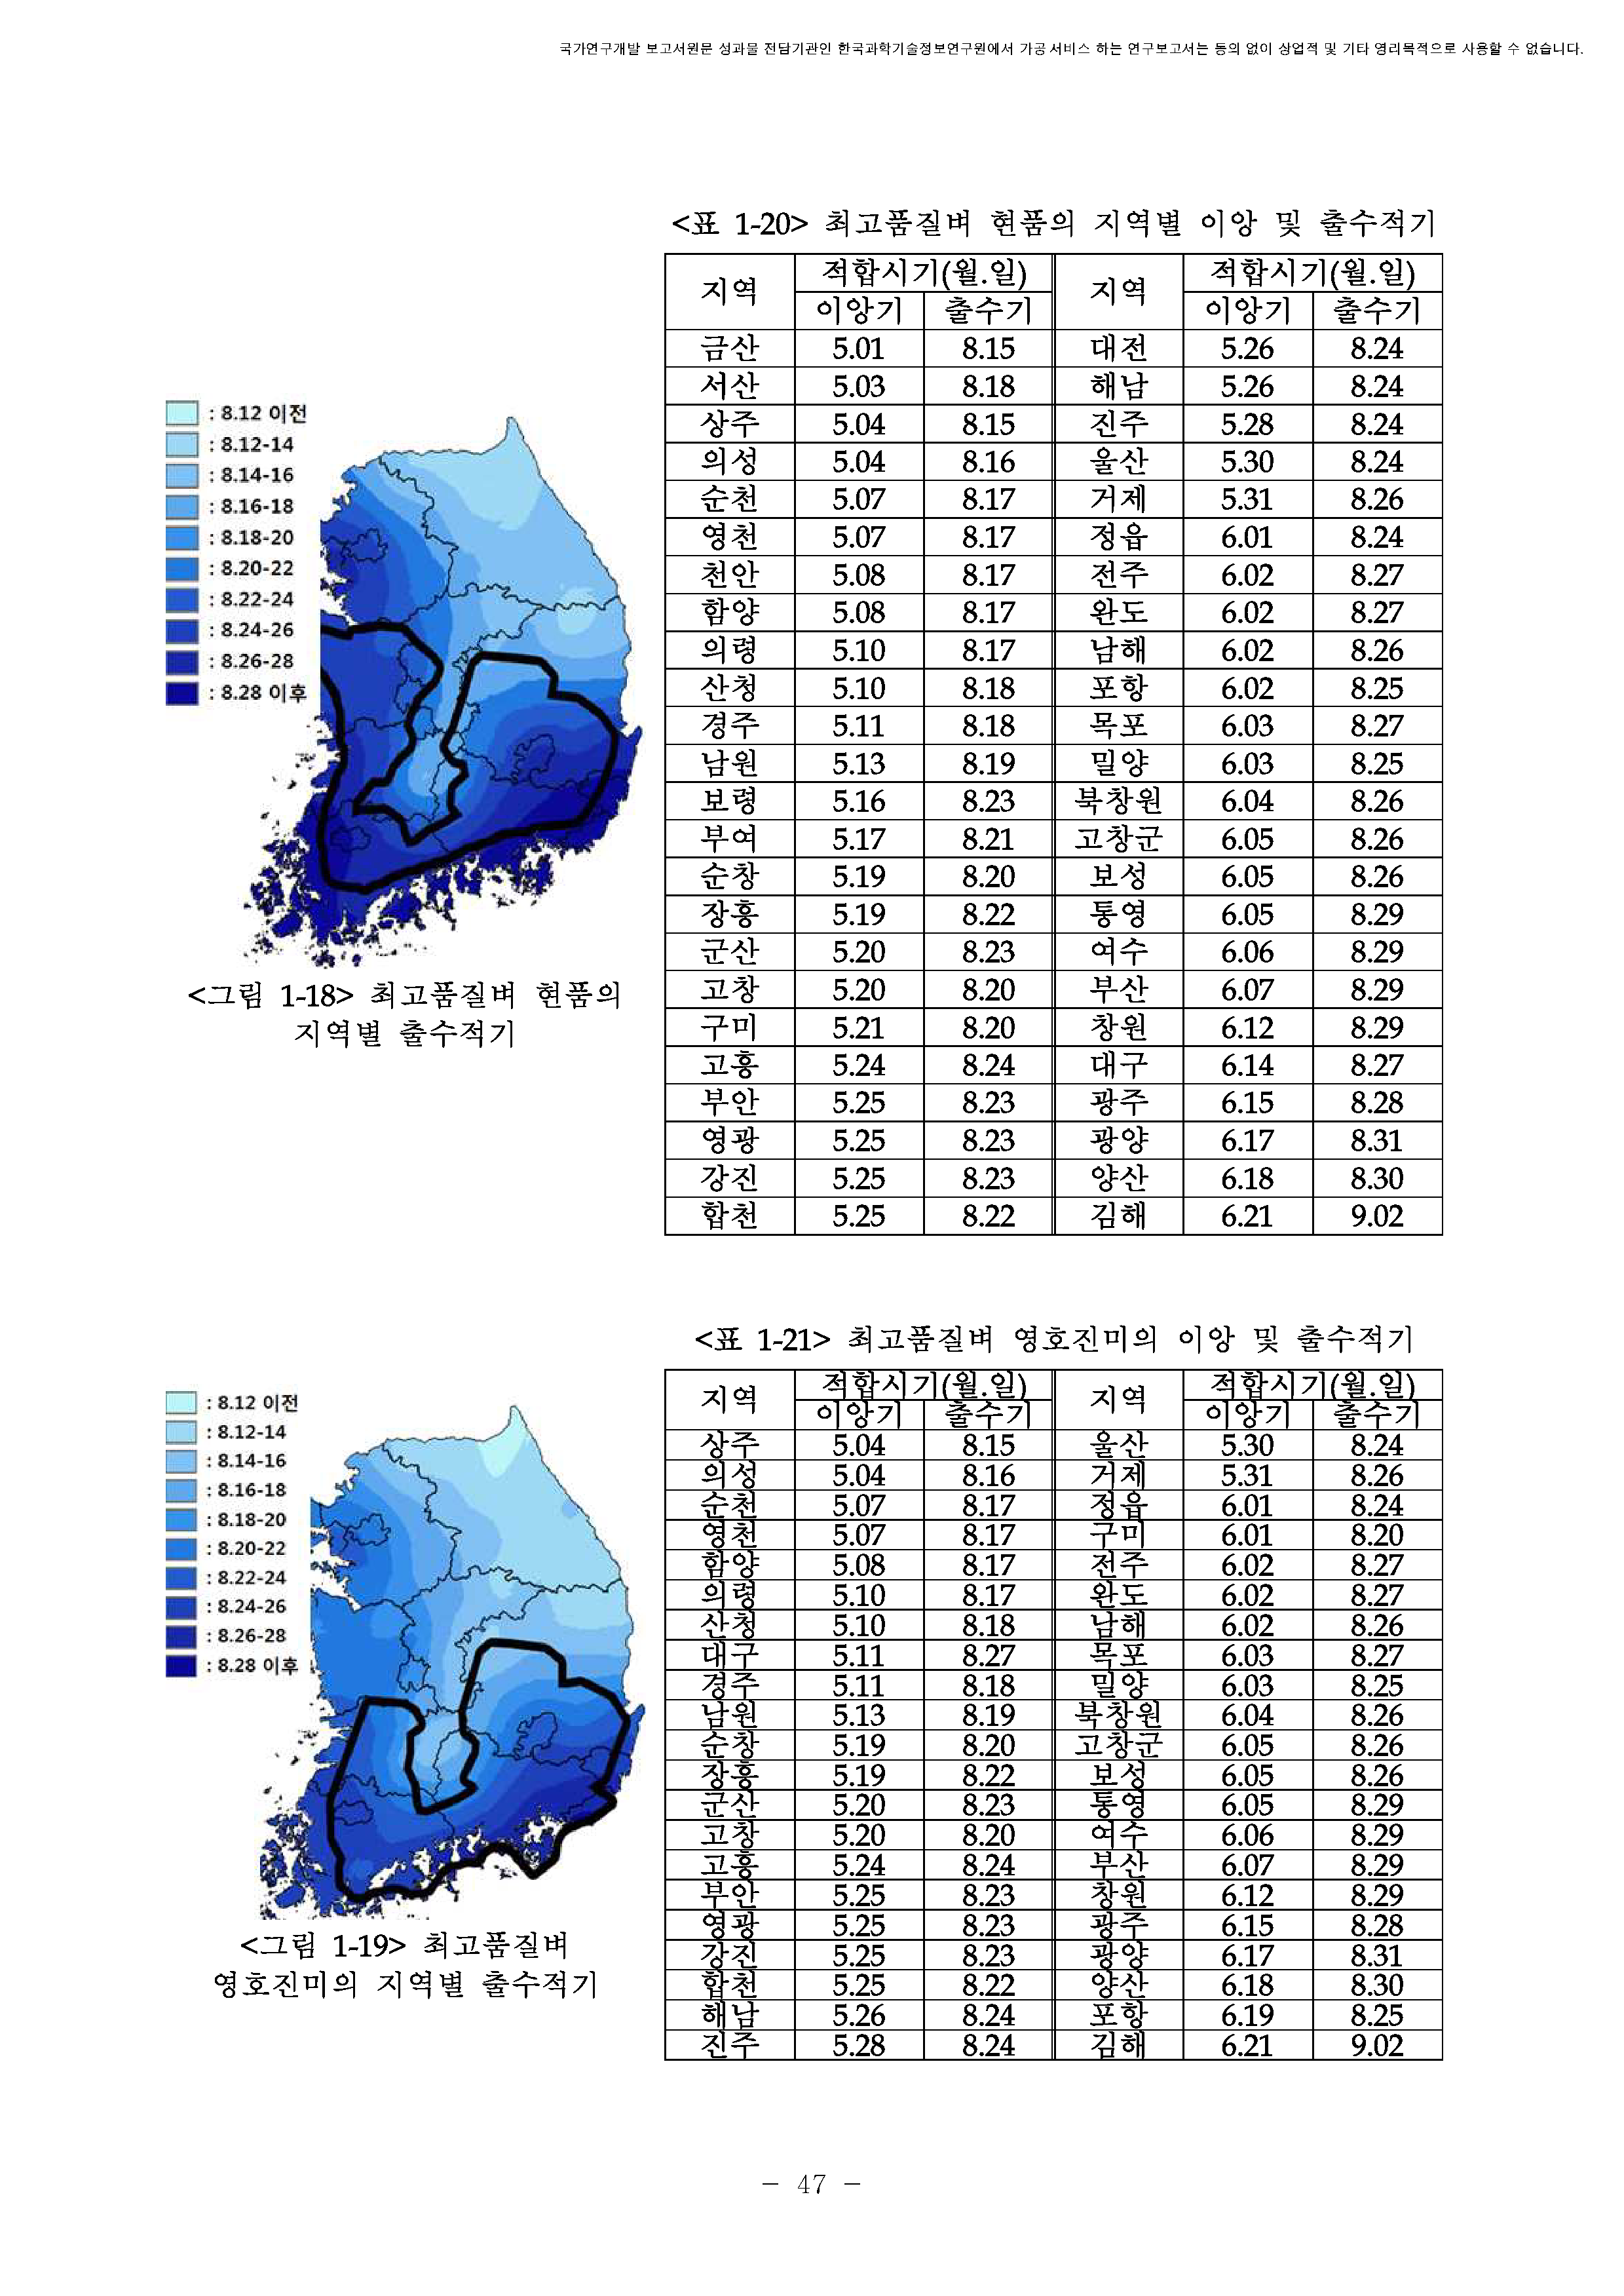 국가연구개발 보고서원문 성과물 전담기관인 한국과학기술정보연구원에서 가공·서비스 하는 연구보고서는 동의 없이 상업적 및 기타 영리목적으로 사용할 수 없습니다.
<표 1-20> 최고품질벼 현품의 지역별 이앙 및 출수적기
지역 적합시기(월.일) 지역 적합시기(월.일)
이앙기 출수기 이앙기 출수기
금산 5.01 8.15 대전 5.26 8.24
서산 5.03 8.18 해남 5.26 8.24
상주 5.04 8.15 진주 5.28 8.24
의성 5.04 8.16 울산 5.30 8.24
순천 5.07 8.17 거제 5.31 8.26
영천 5.07 8.17 정읍 6.01 8.24
천안 5.08 8.17 전주 6.02 8.27
함양 5.08 8.17 완도 6.02 8.27
의령 5.10 8.17 남해 6.02 8.26
산청 5.10 8.18 포항 6.02 8.25
경주 5.11 8.18 목포 6.03 8.27
남원 5.13 8.19 밀양 6.03 8.25
보령 5.16 8.23 북창원 6.04 8.26
부여 5.17 8.21 고창군 6.05 8.26
순창 5.19 8.20 보성 6.05 8.26
장흥 5.19 8.22 통영 6.05 8.29
군산 5.20 8.23 여수 6.06 8.29
고창 5.20 8.20 부산 6.07 8.29
구미 5.21 8.20 창원 6.12 8.29
고흥 5.24 8.24 대구 6.14 8.27
부안 5.25 8.23 광주 6.15 8.28
영광 5.25 8.23 광양 6.17 8.31
강진 5.25 8.23 양산 6.18 8.30
합천 5.25 8.22 김해 6.21 9.02
: 8.12 이전
: 8.12-14
: 8.14-16
: 8.16-18
: 8.18-20
: 8.20-22
: 8.22-24
: 8.24-26
: 8.26-28
: 8.28 이후
<그림 1-18> 최고품질벼 현품의
지역별 출수적기
<표 1-21> 최고품질벼 영호진미의 이앙 및 출수적기
지역 적합시기(월.일) 지역 적합시기(월.일)
이앙기 출수기 이앙기 출수기
상주 5.04 8.15 울산 5.30 8.24
의성 5.04 8.16 거제 5.31 8.26
순천 5.07 8.17 정읍 6.01 8.24
영천 5.07 8.17 구미 6.01 8.20
함양 5.08 8.17 전주 6.02 8.27
의령 5.10 8.17 완도 6.02 8.27
산청 5.10 8.18 남해 6.02 8.26
대구 5.11 8.27 목포 6.03 8.27
경주 5.11 8.18 밀양 6.03 8.25
남원 5.13 8.19 북창원 6.04 8.26
순창 5.19 8.20 고창군 6.05 8.26
장흥 5.19 8.22 보성 6.05 8.26
군산 5.20 8.23 통영 6.05 8.29
고창 5.20 8.20 여수 6.06 8.29
고흥 5.24 8.24 부산 6.07 8.29
부안 5.25 8.23 창원 6.12 8.29
영광 5.25 8.23 광주 6.15 8.28
강진 5.25 8.23 광양 6.17 8.31
합천 5.25 8.22 양산 6.18 8.30
해남 5.26 8.24 포항 6.19 8.25
진주 5.28 8.24 김해 6.21 9.02
: 8.12 이전
: 8.12-14
: 8.14-16
: 8.16-18
: 8.18-20
: 8.20-22
: 8.22-24
: 8.24-26
: 8.26-28
: 8.28 이후
<그림 1-19> 최고품질벼
영호진미의 지역별 출수적기
- 47 -